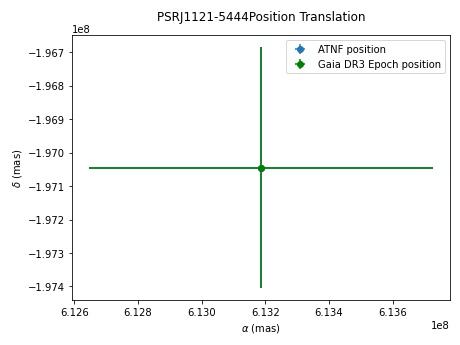 PSRJ1121-5444Position Translation
1e8
ATNF position
Gaia DR3 Epoch position
−1.967
−1.968
−1.969
−1.970
−1.971
−1.972
−1.973
−1.974
δ (mas)
6.126 6.128 6.130 6.132 6.134 6.136
1e8
α (mas)